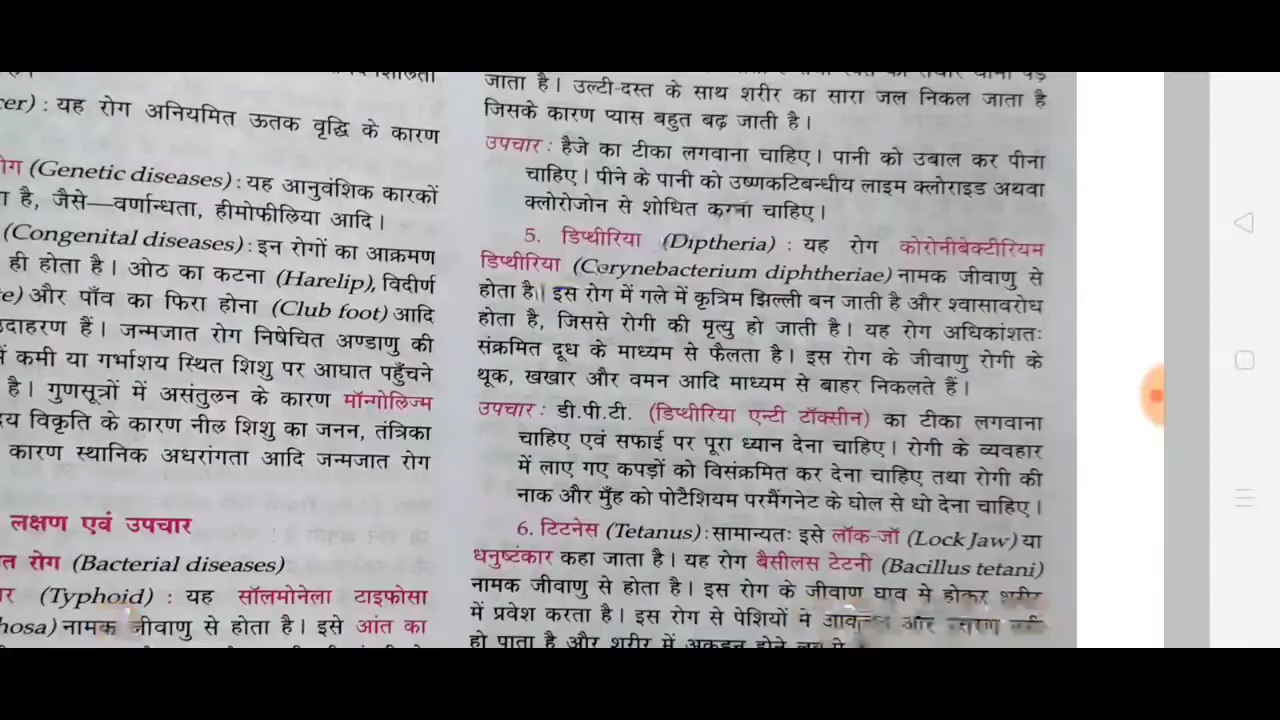 cer) : यह रोग अनियमित ऊतक वृद्धि के कारण
रोग (Genetic diseases) : यह आनुवंशिक कारकों
है, जैसे—वर्णान्धता, हीमोफीलिया आदि।
(Congenital diseases) : इन रोगों का आक्रमण
ही होता है। ओठ का कटना (Harelip), विदीर्ण
और पाँव का फिरा होना (Club foot) आदि
उदाहरण हैं। जन्मजात रोग निषेचित अण्डाणु की
में कमी या गर्भाशय स्थित शिशु पर आघात पहुँचने
है। गुणसूत्रों में असंतुलन के कारण मॉन्गोलिज्म
विकृति के कारण नील शिशु का जनन, तंत्रिका
कारण स्थानिक अधरांगता आदि जन्मजात रोग
लक्षण एवं उपचार
रोग (Bacterial diseases)
(Typhoid) : यह सॉलमोनेला टाइफोसा
hosa) नामक जीवाणु से होता है। इसे आंत का
जाता है। उल्टी-दस्त के साथ शरीर का सारा जल निकल जाता है
जिसके कारण प्यास बहुत बढ़ जाती है।
उपचार : हैजे का टीका लगवाना चाहिए। पानी को उबाल कर पीना
चाहिए। पीने के पानी को उष्णकटिबन्धीय लाइम क्लोराइड अथवा
क्लोरोजोन से शोधित करना चाहिए।
5. डिप्थीरिया (Diptheria) : यह रोग कोरोनीबेक्टीरियम
डिप्थीरिया (Corynebacterium diphtheriae) नामक जीवाणु से
होता है। इस रोग में गले में कृत्रिम झिल्ली बन जाती है और श्वासावरोध
होता है, जिससे रोगी की मृत्यु हो जाती है। यह रोग अधिकांशतः
संक्रमित दूध के माध्यम से फैलता है। इस रोग के जीवाणु रोगी के
थूक, खखार और वमन आदि माध्यम से बाहर निकलते हैं।
उपचार : डी.पी.टी. (डिप्थीरिया एन्टी टॉक्सीन) का टीका लगवाना
चाहिए एवं सफाई पर पूरा ध्यान देना चाहिए। रोगी के व्यवहार
में लाए गए कपड़ों को विसंक्रमित कर देना चाहिए तथा रोगी की
नाक और मुँह को पोटैशियम परमैंगनेट के घोल से धो देना चाहिए।
6. टिटनेस (Tetanus) : सामान्यतः इसे लॉक-जॉ (Lock Jaw) या
धनुष्टंकार कहा जाता है। यह रोग बैसीलस टेटनी (Bacillus tetani)
नामक जीवाणु से होता है। इस रोग के जीवाणु घाव में होकर शरीर
में प्रवेश करता है। इस रोग से पेशियों में और
हो पाता है और शरीर में अकड़न होने